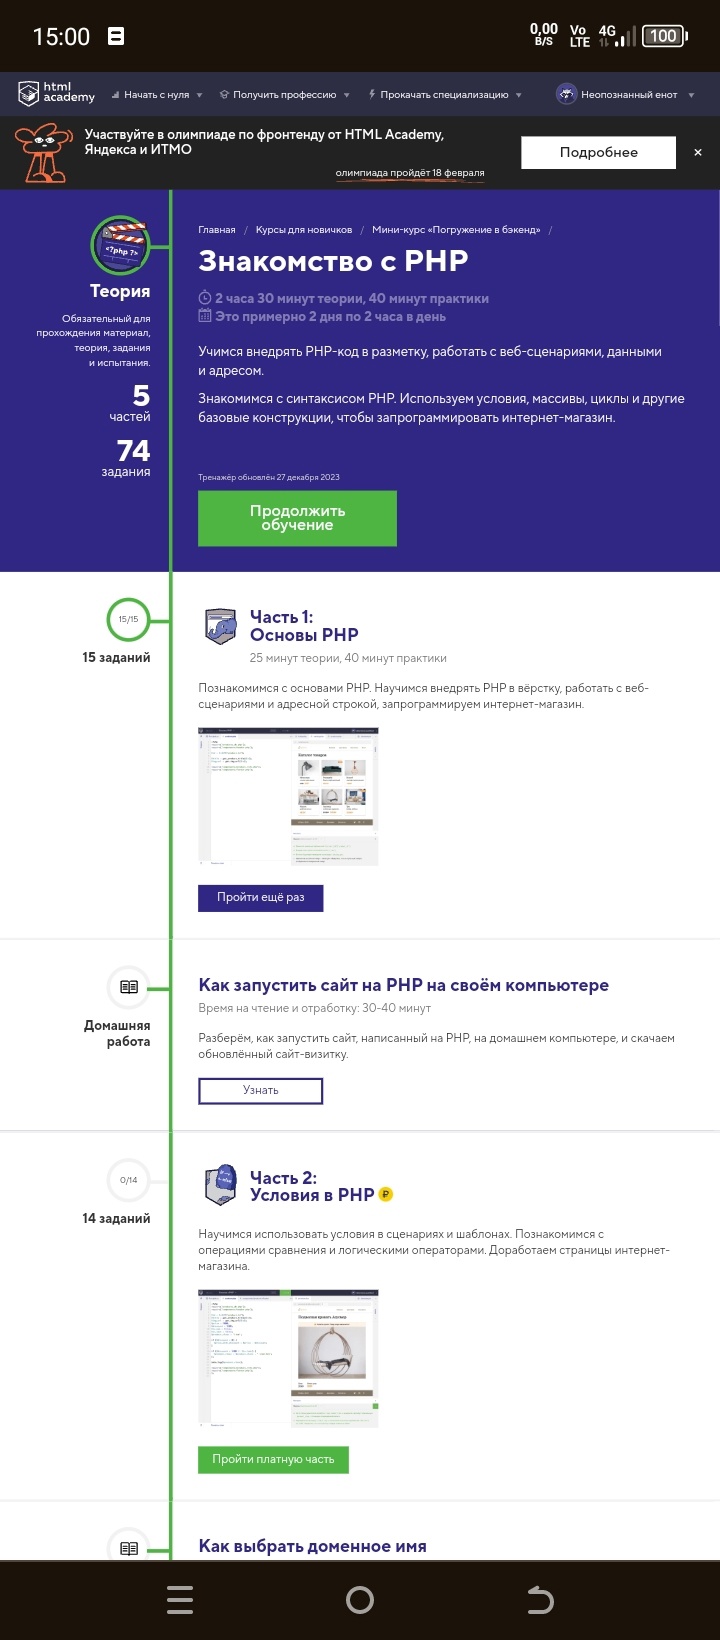 15:00
0,00
B/S
Vo
LTE
4G
100
html
academy
Начать с нуля
Получить профессию
Прокачать специализацию
Неопознанный енот
Участвуйте в олимпиаде по фронтенду от HTML Academy,
Яндекса и ИТМО
олимпиада пройдёт 18 февраля
Подробнее
×
<?php ?>
Теория
Обязательный для
прохождения материал,
теория, задания
и испытания.
5
частей
74
задания
Главная / Курсы для новичков / Мини-курс «Погружение в бэкенд» /
Знакомство с PHP
2 часа 30 минут теории, 40 минут практики
Это примерно 2 дня по 2 часа в день
Учимся внедрять PHP-код в разметку, работать с веб-сценариями, данными
и адресом.
Знакомимся с синтаксисом PHP. Используем условия, массивы, циклы и другие
базовые конструкции, чтобы запрограммировать интернет-магазин.
Тренажёр обновлён 27 декабря 2023
Продолжить
обучение
15/15
15 заданий
Часть 1:
Основы PHP
25 минут теории, 40 минут практики
Познакомимся с основами PHP. Научимся внедрять PHP в вёрстку, работать с веб-
сценариями и адресной строкой, запрограммируем интернет-магазин.
Пройти ещё раз
Домашняя
работа
Как запустить сайт на PHP на своём компьютере
Время на чтение и отработку: 30-40 минут
Разберём, как запустить сайт, написанный на PHP, на домашнем компьютере, и скачаем
обновлённый сайт-визитку.
Узнать
0/14
14 заданий
Часть 2:
Условия в PHP ₽
Научимся использовать условия в сценариях и шаблонах. Познакомимся с
операциями сравнения и логическими операторами. Доработаем страницы интернет-
магазина.
Пройти платную часть
Как выбрать доменное имя